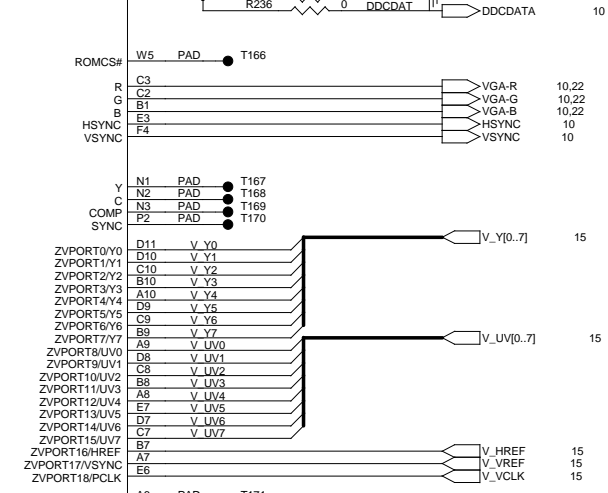 R236 0 DDCDAT DDCDATA 10
ROMCS# W5 PAD T166
R C3 VGA-R 10,22
G C2 VGA-G 10,22
B B1 VGA-B 10,22
HSYNC E3 HSYNC 10
VSYNC F4 VSYNC 10
Y N1 PAD T167
C N2 PAD T168
COMP N3 PAD T169
SYNC P2 PAD T170
V_Y[0..7] 15
ZVPORT0/Y0 D11 V_Y0
ZVPORT1/Y1 D10 V_Y1
ZVPORT2/Y2 C10 V_Y2
ZVPORT3/Y3 B10 V_Y3
ZVPORT4/Y4 A10 V_Y4
ZVPORT5/Y5 D9 V_Y5
ZVPORT6/Y6 C9 V_Y6
ZVPORT7/Y7 B9 V_Y7
V_UV[0..7] 15
ZVPORT8/UV0 A9 V_UV0
ZVPORT9/UV1 D8 V_UV1
ZVPORT10/UV2 C8 V_UV2
ZVPORT11/UV3 B8 V_UV3
ZVPORT12/UV4 A8 V_UV4
ZVPORT13/UV5 E7 V_UV5
ZVPORT14/UV6 D7 V_UV6
ZVPORT15/UV7 C7 V_UV7
ZVPORT16/HREF B7 V_HREF 15
ZVPORT17/VSYNC A7 V_VREF 15
ZVPORT18/PCLK E6 V_VCLK 15